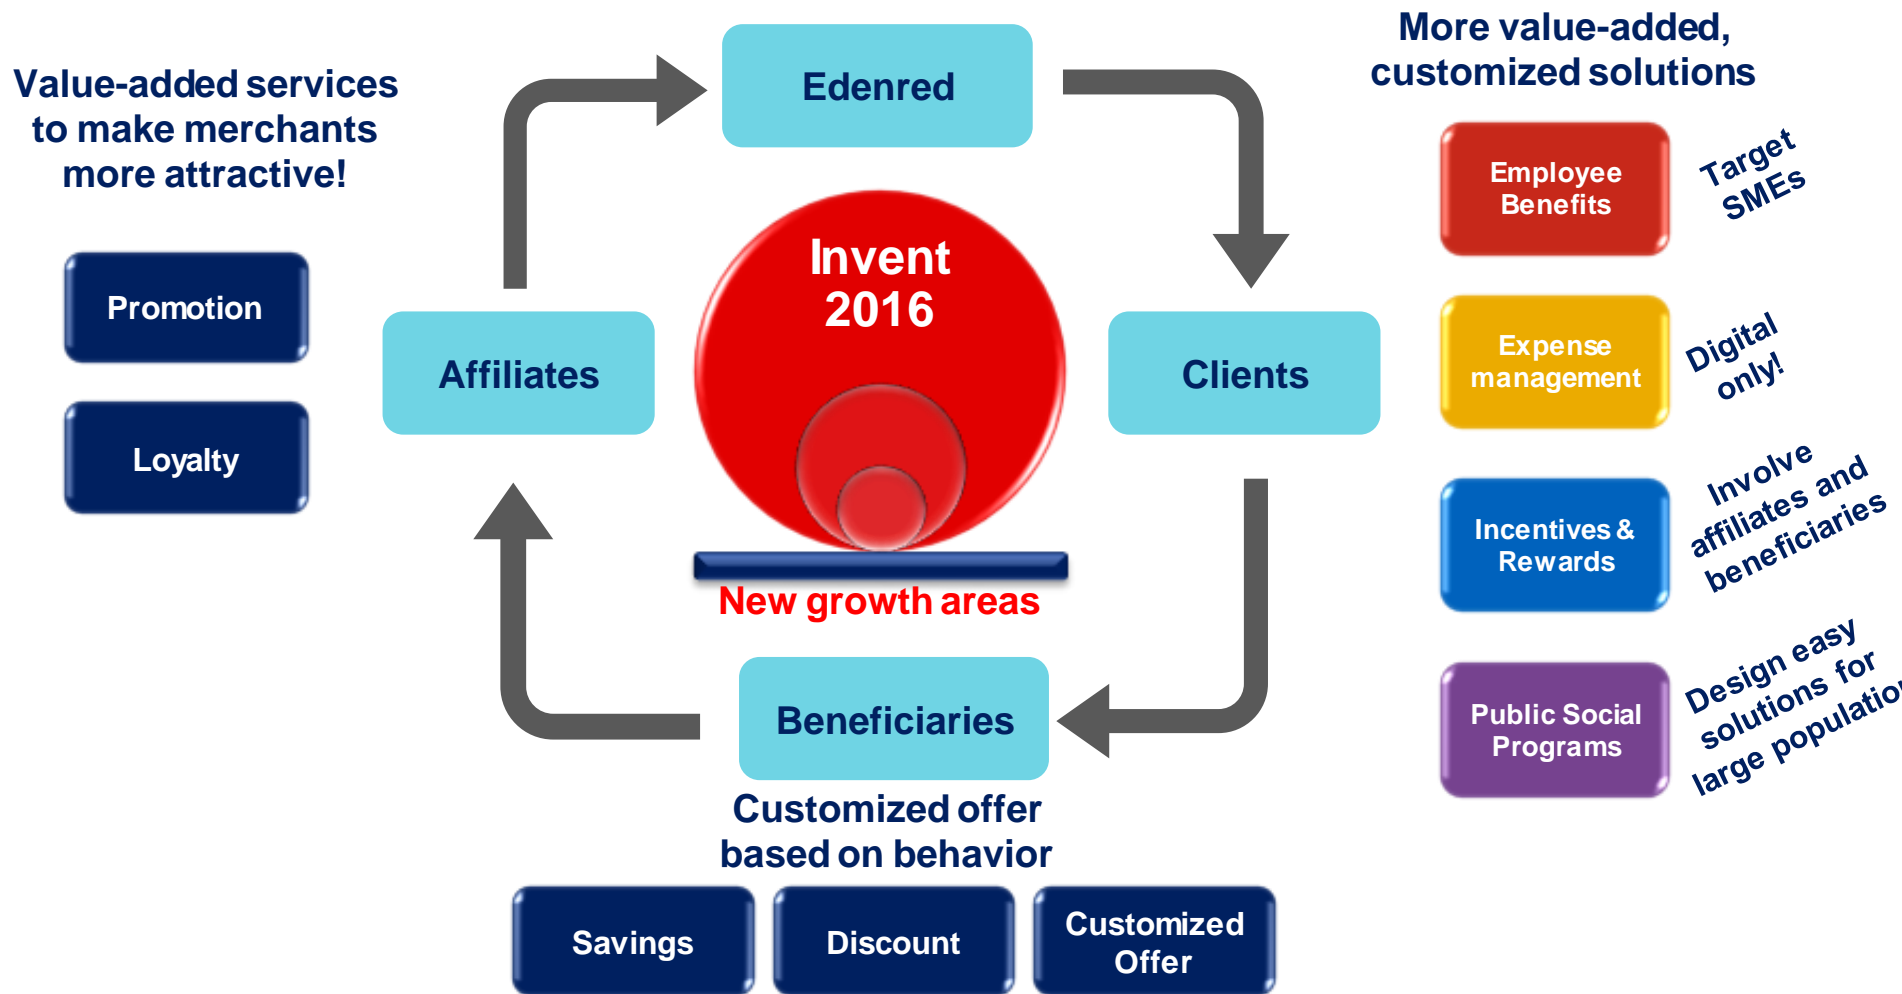 Value-added services
to make merchants
more attractive!
Promotion
Loyalty
Edenred
Affiliates
Invent
2016
New growth areas
Clients
Beneficiaries
Customized offer
based on behavior
Savings
Discount
Customized
Offer
More value-added,
customized solutions
Employee
Benefits
Target
SMEs
Expense
management
Digital
only!
Incentives &
Rewards
Involve
affiliates and
beneficiaries
Public Social
Programs
Design easy
solutions for
large population